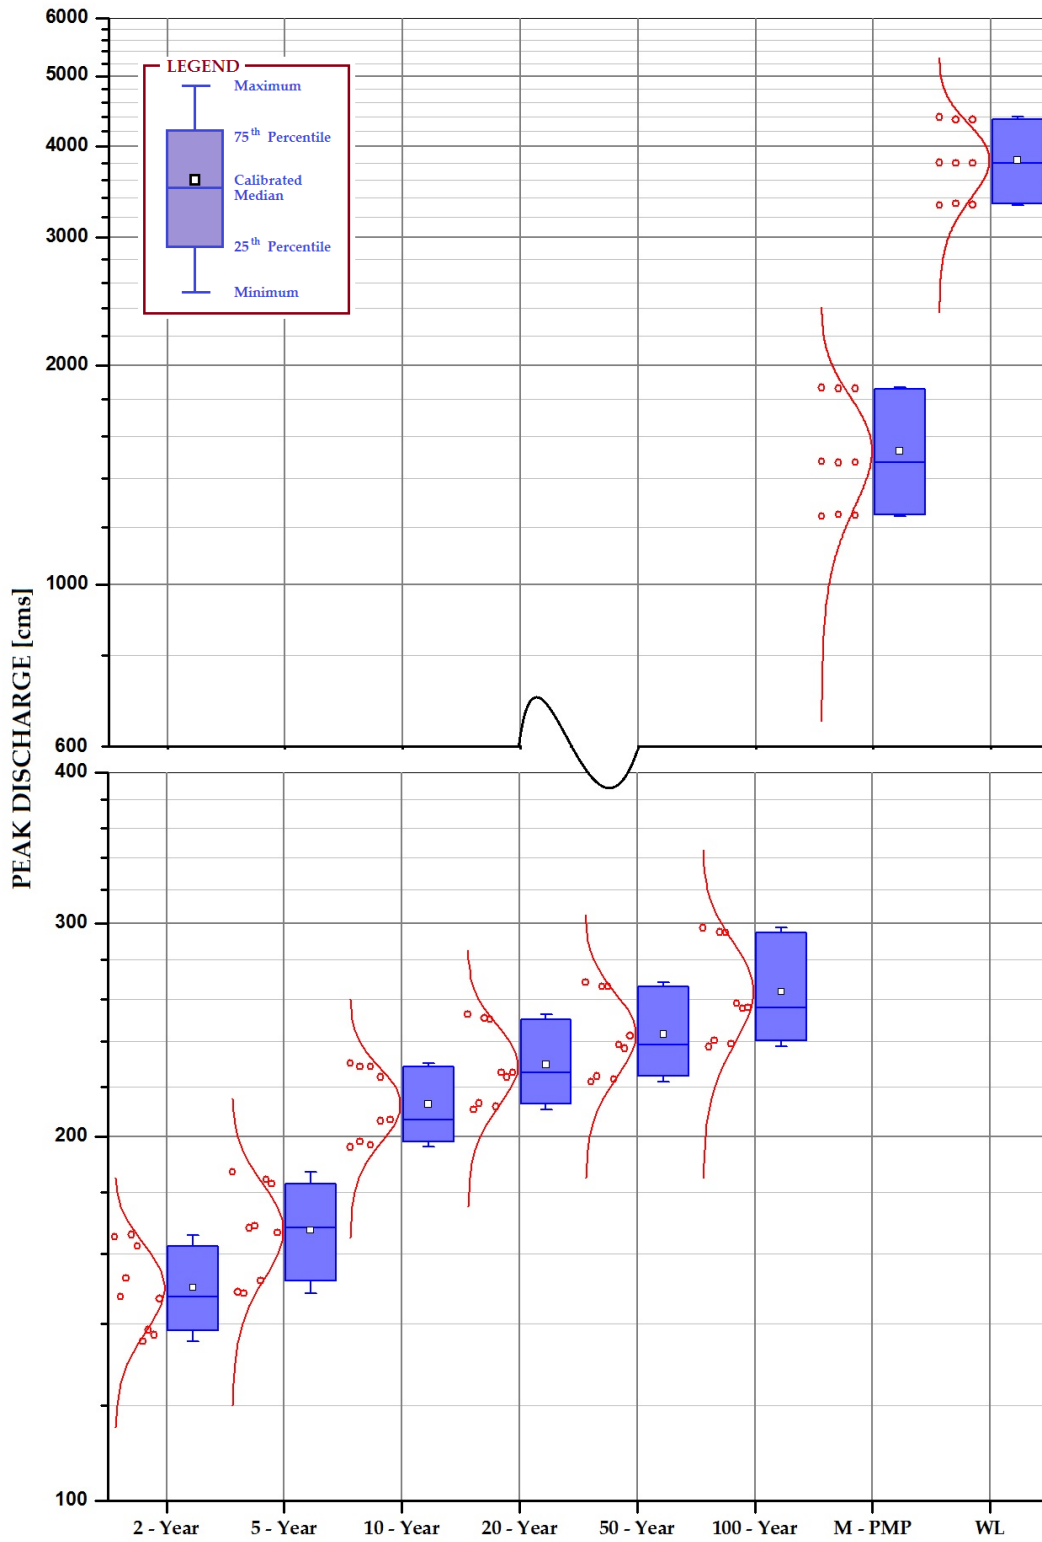 PEAK DISCHARGE [cms]
6000
5000
4000
3000
2000
1000
600
LEGEND
Maximum
75th Percentile
Calibrated
Median
25th Percentile
Minimum
400
300
200
100
2 - Year 5 - Year 10 - Year 20 - Year 50 - Year 100 - Year M - PMP WL